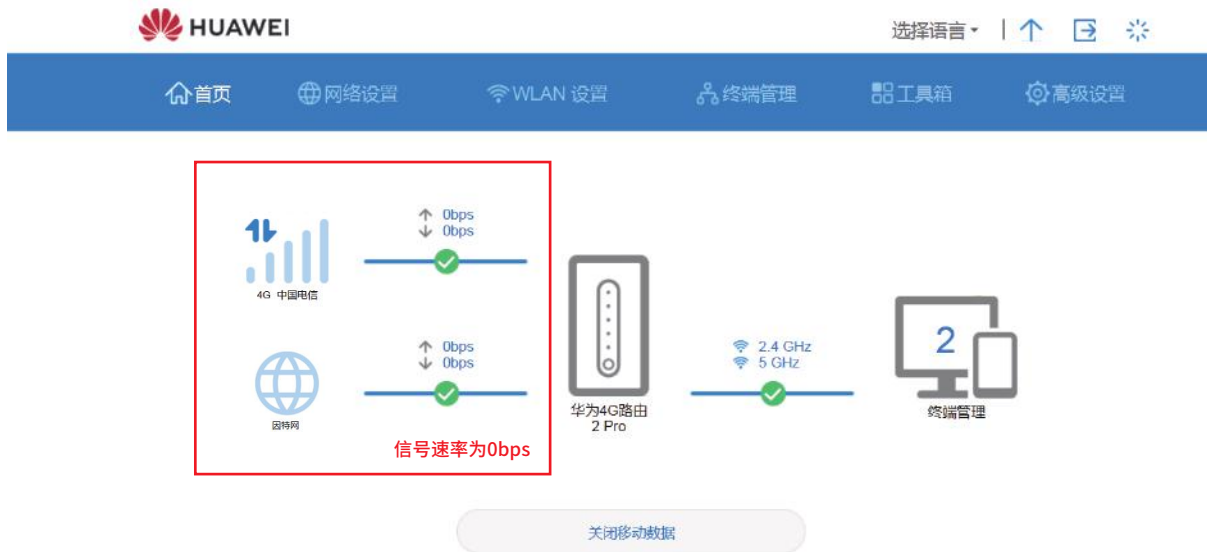 HUAWEI
选择语言
首页 网络设置 WLAN 设置 终端管理 工具箱 高级设置
0bps
0bps
4G 中国电信
0bps
0bps
因特网
信号速率为0bps
华为4G路由
2 Pro
2.4 GHz
5 GHz
2
终端管理
关闭移动数据